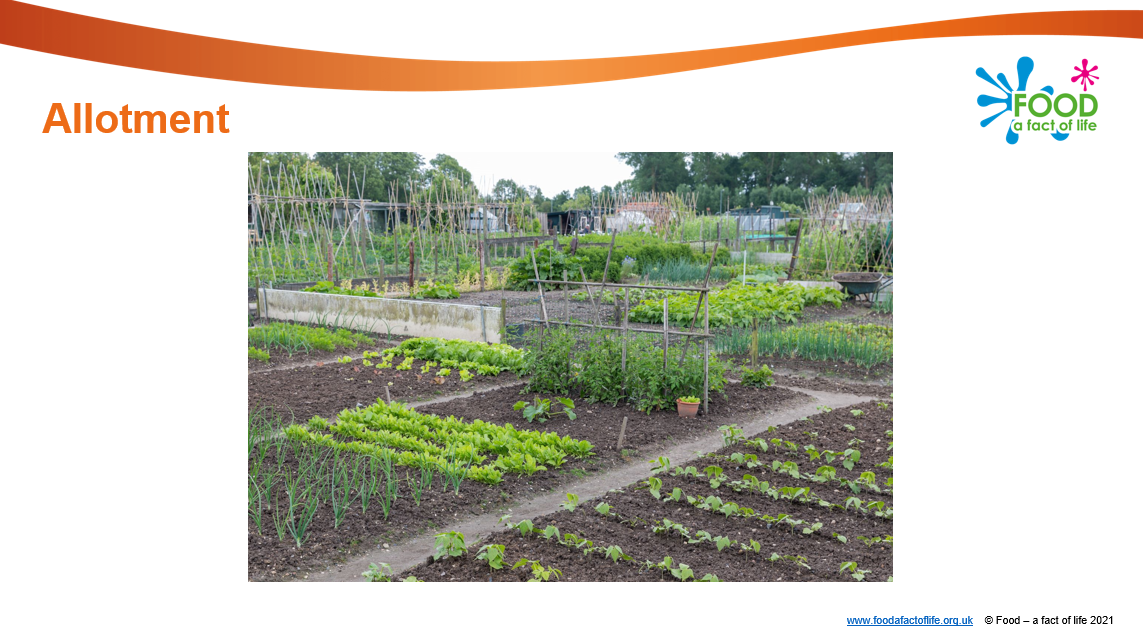 Allotment
FOOD
a fact of life
www.foodafactoflife.org.uk © Food – a fact of life 2021